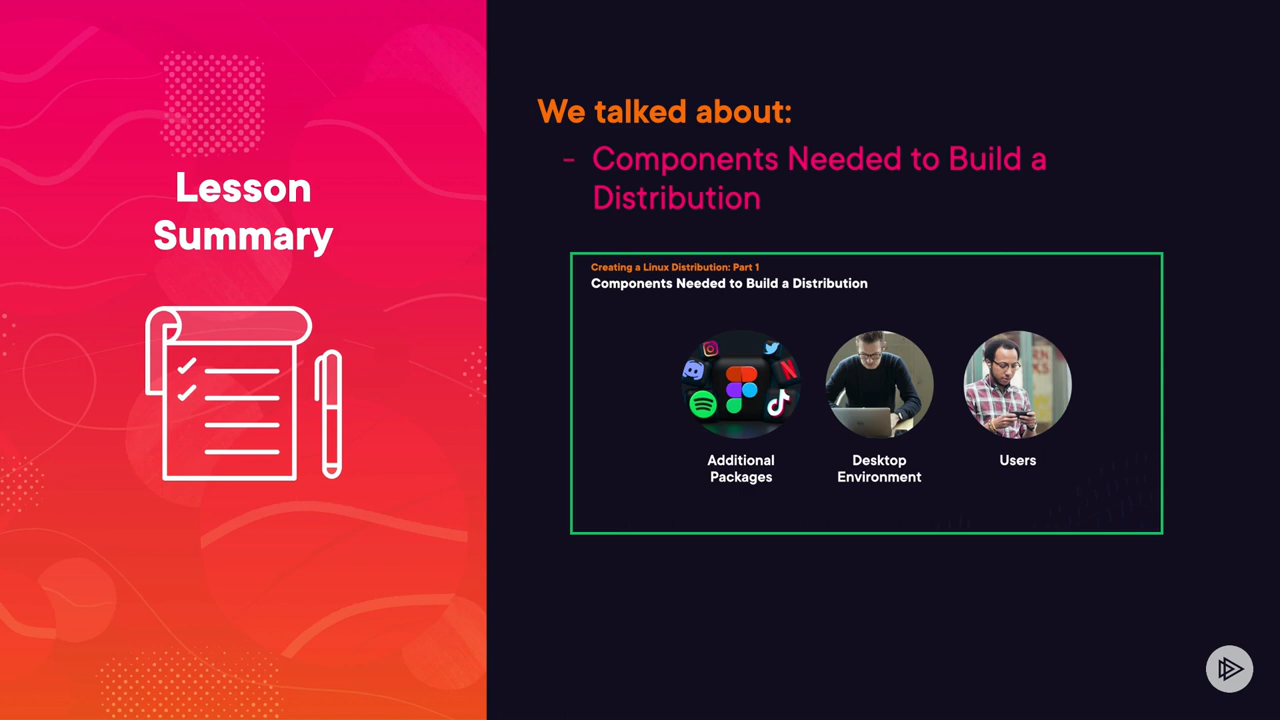 Lesson
Summary
We talked about:
- Components Needed to Build a
Distribution
Creating a Linux Distribution: Part 1
Components Needed to Build a Distribution
Additional
Packages
Desktop
Environment
Users